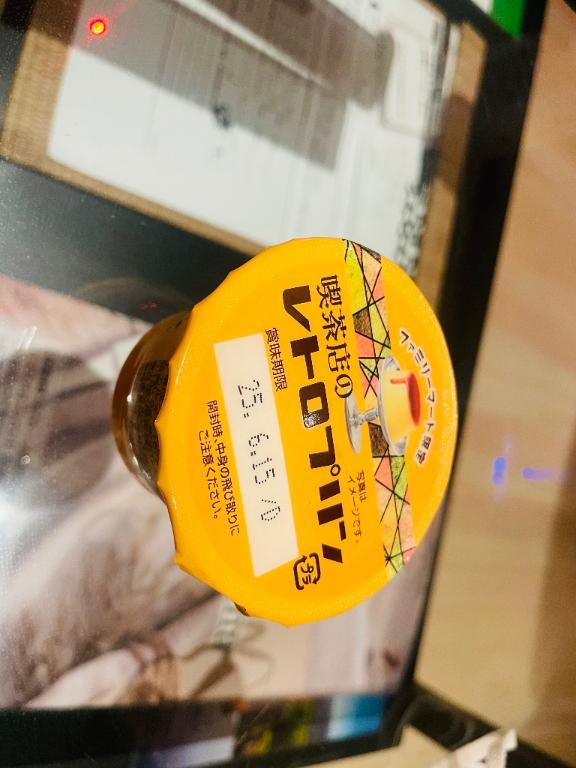 ファミリーマート限定
喫茶店の
レトロプリン
写真は
イメージです。
賞味期限
25. 6.15 /D
開封時、中身の飛び散りに
ご注意ください。